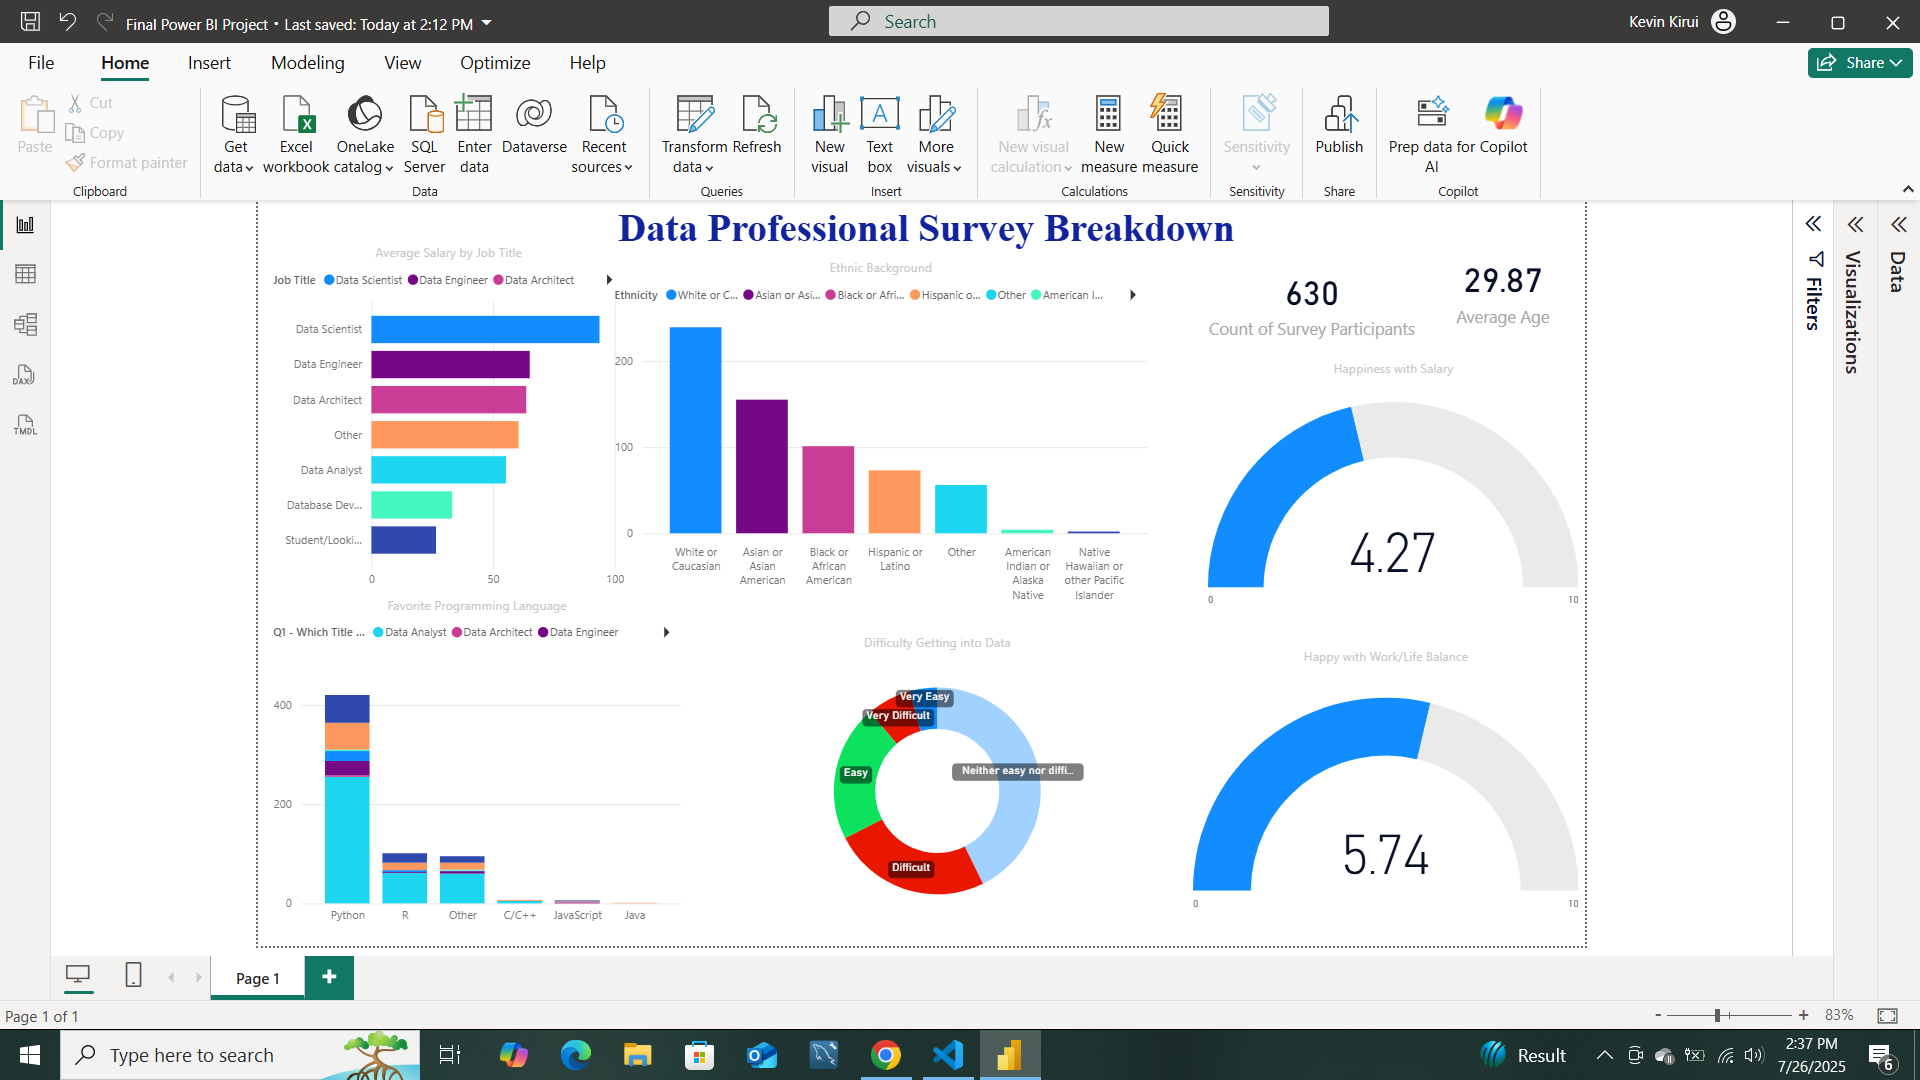 Final Power BI Project • Last saved: Today at 2:12 PM
Search
Kevin Kirui
File
Home
Insert
Modeling
View
Optimize
Help
Share
Paste
Cut
Copy
Format painter
Clipboard
Get data
Excel workbook
OneLake catalog
SQL Server
Enter data
Dataverse
Recent sources
Data
Transform data
Refresh
Queries
New visual
Text box
More visuals
Insert
New visual calculation
New measure
Quick measure
Calculations
Sensitivity
Sensitivity
Publish
Share
Prep data for AI
Copilot
Copilot
DAX
TMDL
Data Professional Survey Breakdown
Average Salary by Job Title
Job Title Data Scientist Data Engineer Data Architect
Data Scientist
Data Engineer
Data Architect
Other
Data Analyst
Database Dev...
Student/Looki...
0 50 100
Ethnic Background
Ethnicity White or C... Asian or Asi... Black or Afri... Hispanic o... Other American I...
200
100
0
White or Caucasian
Asian or Asian American
Black or African American
Hispanic or Latino
Other
American Indian or Alaska Native
Native Hawaiian or other Pacific Islander
630
Count of Survey Participants
29.87
Average Age
Happiness with Salary
4.27
0 10
Favorite Programming Language
Q1 - Which Title ... Data Analyst Data Architect Data Engineer
400
200
0
Python R Other C/C++ JavaScript Java
Difficulty Getting into Data
Very Easy
Very Difficult
Easy
Neither easy nor diffi...
Difficult
Happy with Work/Life Balance
5.74
0 10
Filters
Visualizations
Data
Page 1
Page 1 of 1
- + 83%
Type here to search
Result
2:37 PM
7/26/2025
6